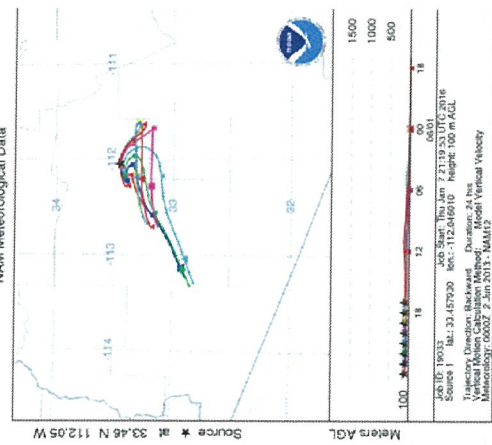 NAM Meteorological Data
Source ★ at 33.46 N 112.05 W
-114
-113
-112
-111
34
33
32
Meters AGL
1500
1000
500
100
18
12
06
00
18
06/01
Job ID: 19033 Job Start: Thu Jan 7 21:19:53 UTC 2016
Source 1 lat.: 33.457930 lon.: -112.046010 height: 100 m AGL
Trajectory Direction: Backward Duration: 24 hrs
Vertical Motion Calculation Method: Model Vertical Velocity
Meteorology: 0000Z 2 Jun 2013 - NAM12